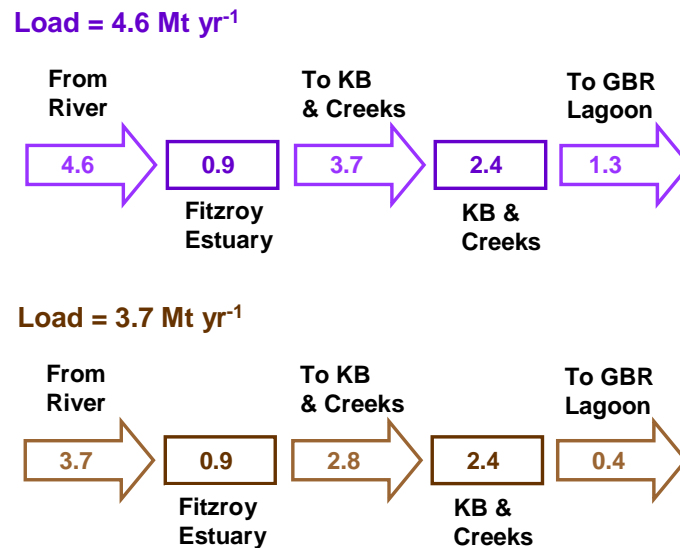 Load = 4.6 Mt yr⁻¹
From
River
To KB
& Creeks
To GBR
Lagoon
4.6
0.9
3.7
2.4
1.3
Fitzroy
Estuary
KB &
Creeks
Load = 3.7 Mt yr⁻¹
From
River
To KB
& Creeks
To GBR
Lagoon
3.7
0.9
2.8
2.4
0.4
Fitzroy
Estuary
KB &
Creeks